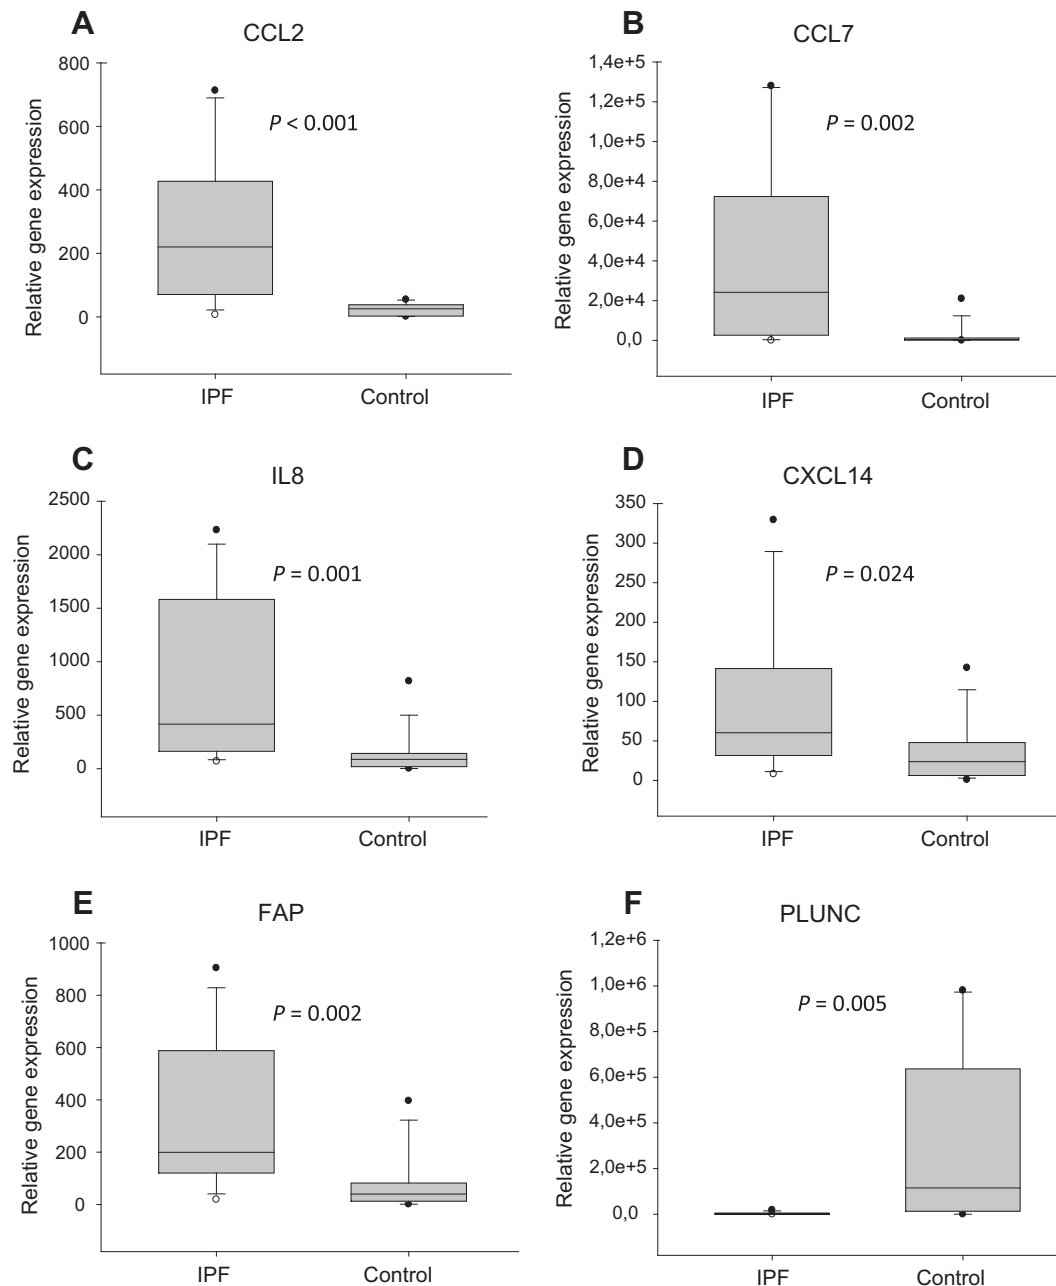 A
CCL2
Relative gene expression
800
600
400
200
0
P < 0.001
IPF
Control
B
CCL7
Relative gene expression
1,4e+5
1,2e+5
1,0e+5
8,0e+4
6,0e+4
4,0e+4
2,0e+4
0,0
P = 0.002
IPF
Control
C
IL8
Relative gene expression
2500
2000
1500
1000
500
0
P = 0.001
IPF
Control
D
CXCL14
Relative gene expression
350
300
250
200
150
100
50
0
P = 0.024
IPF
Control
E
FAP
Relative gene expression
1000
800
600
400
200
0
P = 0.002
IPF
Control
F
PLUNC
Relative gene expression
1,2e+6
1,0e+6
8,0e+5
6,0e+5
4,0e+5
2,0e+5
0,0
P = 0.005
IPF
Control